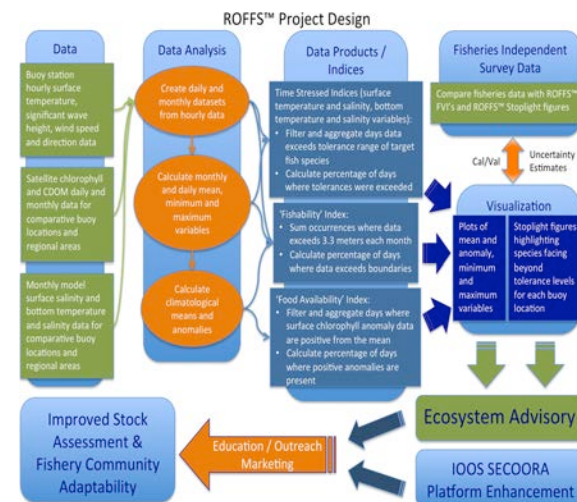 ROFFS™ Project Design
Data
Buoy station
hourly surface
temperature,
significant wave
height, wind speed
and direction data
Satellite chlorophyll
and CDOM daily and
monthly data for
comparative buoy
locations and
regional areas
Monthly model
surface salinity and
bottom temperature
and salinity data for
comparative buoy
locations and
regional areas
Data Analysis
Create daily and
monthly datasets
from hourly data
Calculate monthly
and daily mean,
minimum and
maximum
variables
Calculate
climatological
means and
anomalies
Data Products /
Indices
Time Stressed Indices (surface
temperature and salinity, bottom
temperature and salinity variables):
• Filter and aggregate days data
exceeds tolerance range of target
fish species
• Calculate percentage of days
where tolerances were exceeded
'Fishability' Index:
• Sum occurrences where data
exceeds 3.3 meters each month
• Calculate percentage of days
where data exceeds boundaries
'Food Availability' Index:
• Filter and aggregate days where
surface chlorophyll anomaly data
are positive from the mean
• Calculate percentage of days
where positive anomalies are
present
Fisheries Independent
Survey Data
Compare fisheries data with ROFFS™
FVI's and ROFFS™ Stoplight figures
Cal/Val
Uncertainty
Estimates
Visualization
Plots of
mean and
anomaly,
minimum
and
maximum
variables
Stoplight figures
highlighting
species facing
beyond
tolerance levels
for each buoy
location
Ecosystem Advisory
IOOS SECOORA
Platform Enhancement
Education / Outreach
Marketing
Improved Stock
Assessment &
Fishery Community
Adaptability